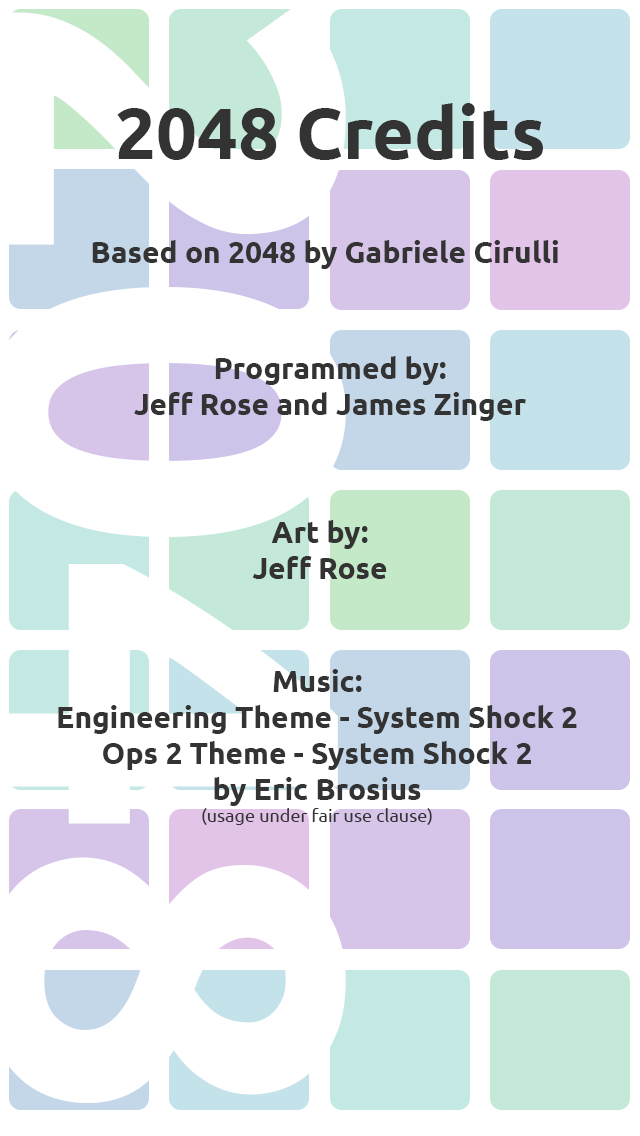 2048 Credits
Based on 2048 by Gabriele Cirulli
Programmed by:
Jeff Rose and James Zinger
Art by:
Jeff Rose
Music:
Engineering Theme - System Shock 2
Ops 2 Theme - System Shock 2
by Eric Brosius
(usage under fair use clause)
2048